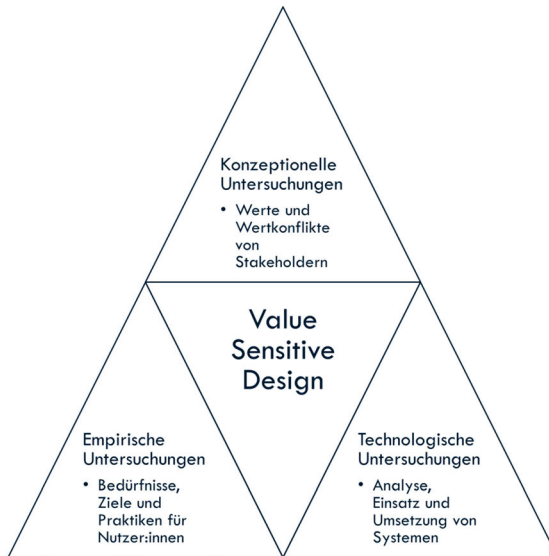 Konzeptionelle
Untersuchungen
• Werte und
Wertkonflikte
von
Stakeholdern
Value
Sensitive
Design
Empirische
Untersuchungen
• Bedürfnisse,
Ziele und
Praktiken für
Nutzer:innen
Technologische
Untersuchungen
• Analyse,
Einsatz und
Umsetzung von
Systemen